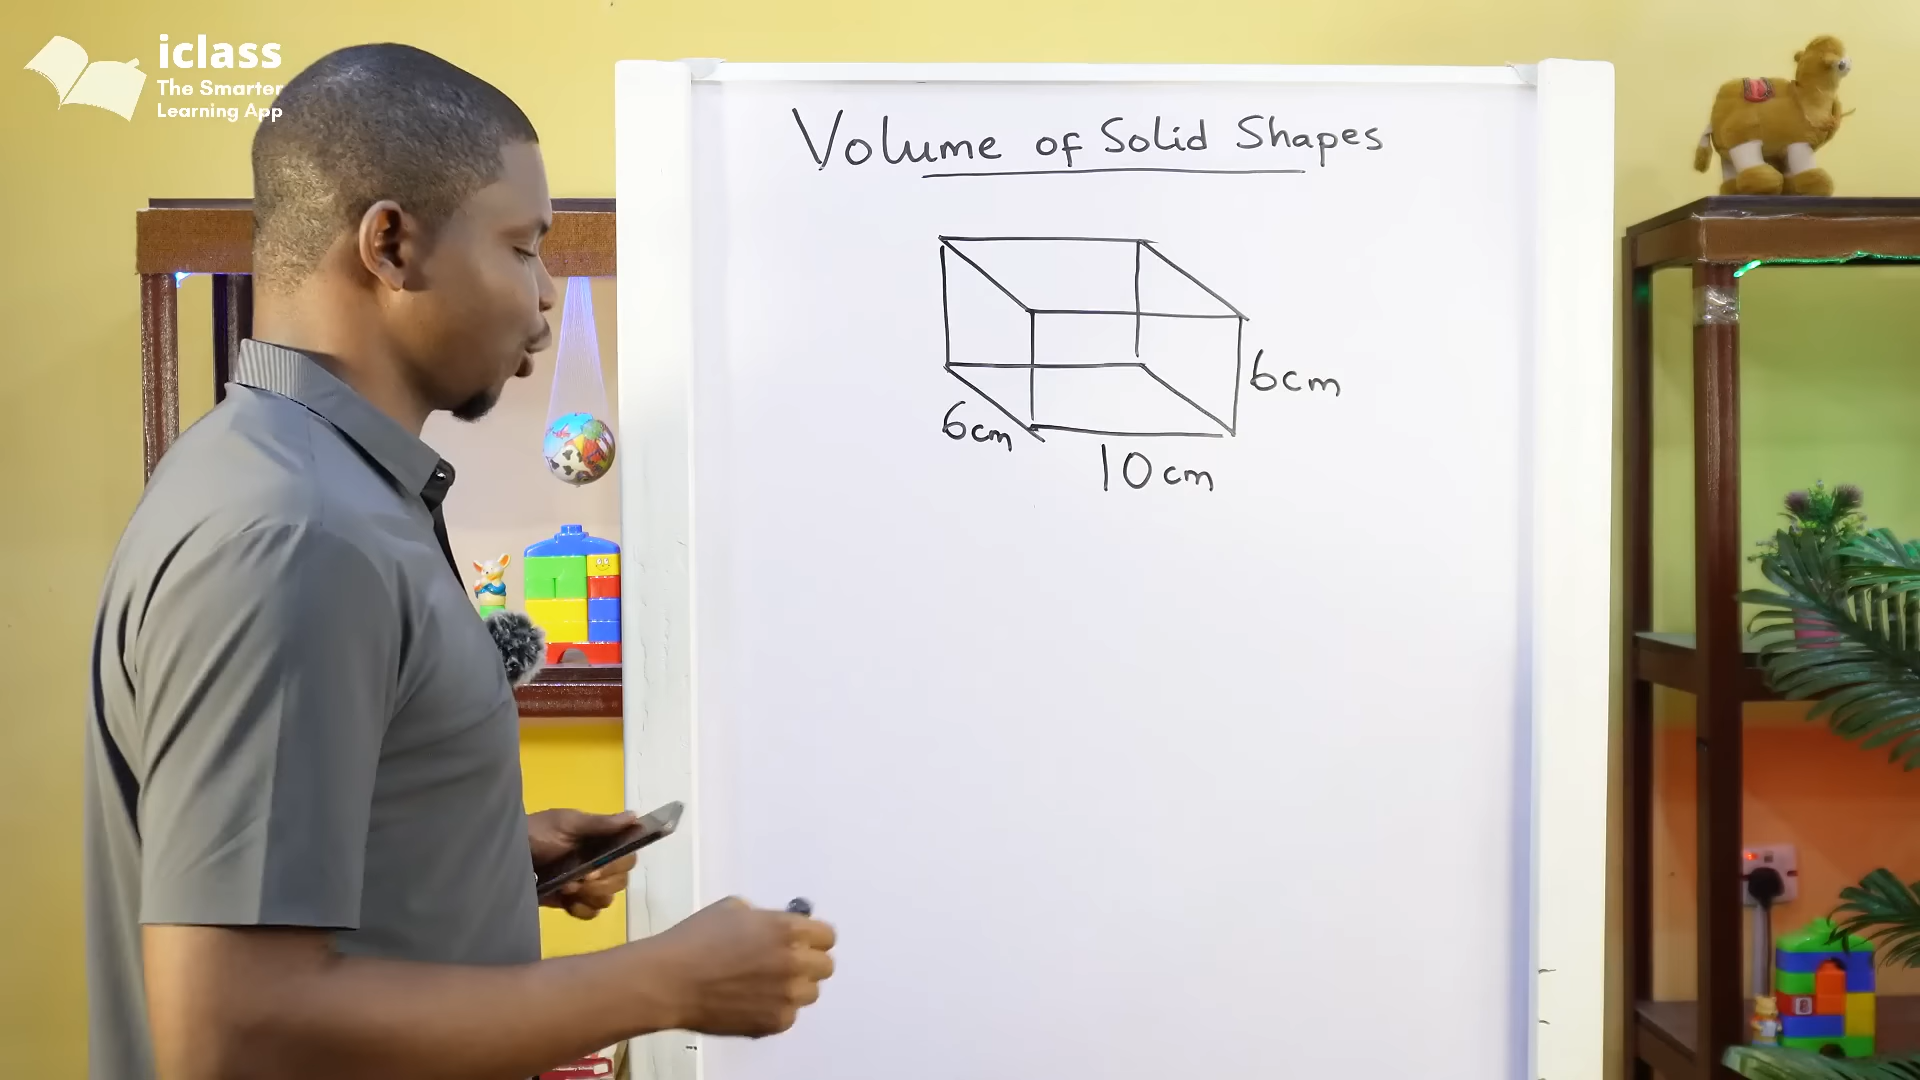 iclass
The Smarter
Learning App
Volume of Solid Shapes
6cm
6cm
10cm